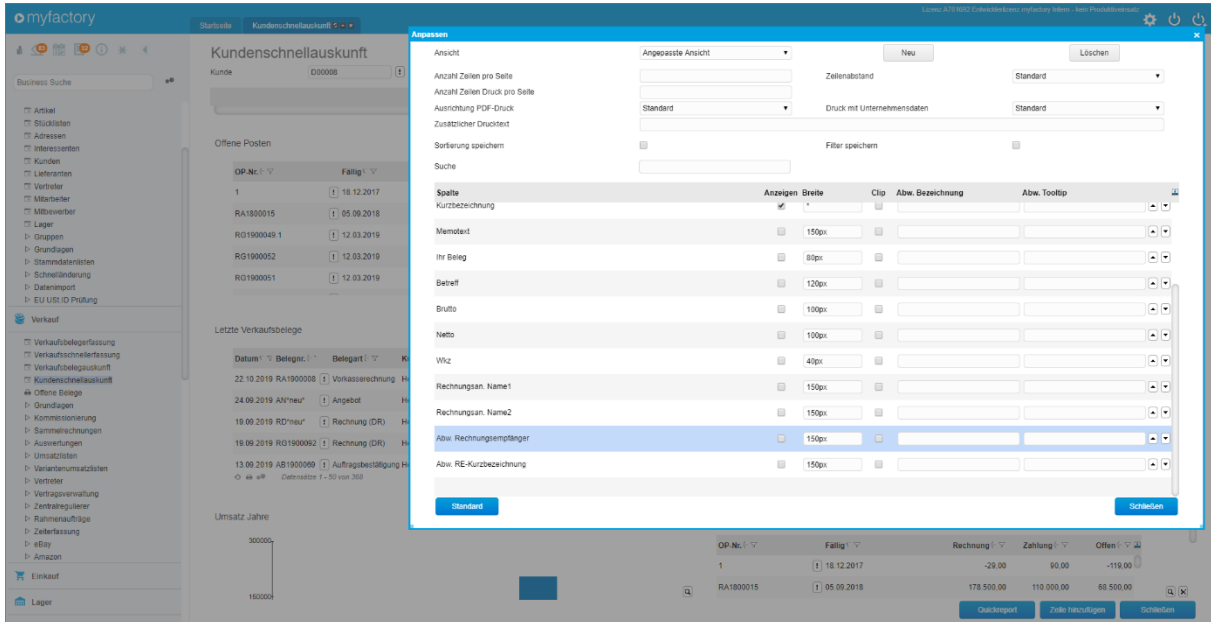 myfactory
Lizenz A70 NR2 Entwicklerlizenz myfactory intern - kein Produktiveinsatz
Startseite
Kundenschnellauskunft
Business Suche
Artikel
Stücklisten
Adressen
Interessenten
Kunden
Lieferanten
Vertreter
Mitarbeiter
Mitbewerber
Lager
Gruppen
Grundlagen
Stammdatenlisten
Schnelländerung
Datenimport
EU USt.ID Prüfung
Verkauf
Verkaufsbelegerfassung
Verkaufsschnellerfassung
Verkaufsbelegauskunft
Kundenschnellauskunft
Offene Belege
Grundlagen
Kommissionierung
Sammelrechnungen
Auswertungen
Umsatzlisten
Variantenumsatzlisten
Vertreter
Vertragsverwaltung
Zentralregulierer
Rahmenaufträge
Zeiterfassung
eBay
Amazon
Einkauf
Lager
Kundenschnellauskunft
Kunde D00008
Offene Posten
OP-Nr. Fällig
1 18.12.2017
RA1800015 05.09.2018
RG1900049.1 12.03.2019
RG1900052 12.03.2019
RG1900051 12.03.2019
Letzte Verkaufsbelege
Datum Belegnr. Belegart
22.10.2019 RA1900008 Vorkasserechnung
24.09.2019 AN*neu* Angebot
19.09.2019 RD*neu* Rechnung (DR)
19.09.2019 RG1900092 Rechnung (DR)
13.09.2019 AB1900069 Auftragsbestätigung
Datensätze 1 - 50 von 368
Umsatz Jahre
300000
150000
Anpassen
Ansicht Angepasste Ansicht Neu Löschen
Anzahl Zeilen pro Seite Zeilenabstand Standard
Anzahl Zeilen Druck pro Seite
Ausrichtung PDF-Druck Standard Druck mit Unternehmensdaten Standard
Zusätzlicher Drucktext
Sortierung speichern Filter speichern
Suche
Spalte Anzeigen Breite Clip Abw. Bezeichnung Abw. Tooltip
Kurzbezeichnung *
Memotext 150px
Ihr Beleg 80px
Betreff 120px
Brutto 100px
Netto 100px
Wkz 40px
Rechnungsan. Name1 150px
Rechnungsan. Name2 150px
Abw. Rechnungsempfänger 150px
Abw. RE-Kurzbezeichnung 150px
Standard Schließen
OP-Nr. Fällig Rechnung Zahlung Offen
1 18.12.2017 -29,00 90,00 -119,00
RA1800015 05.09.2018 178.500,00 110.000,00 68.500,00
Quickreport Zeile hinzufügen Schließen